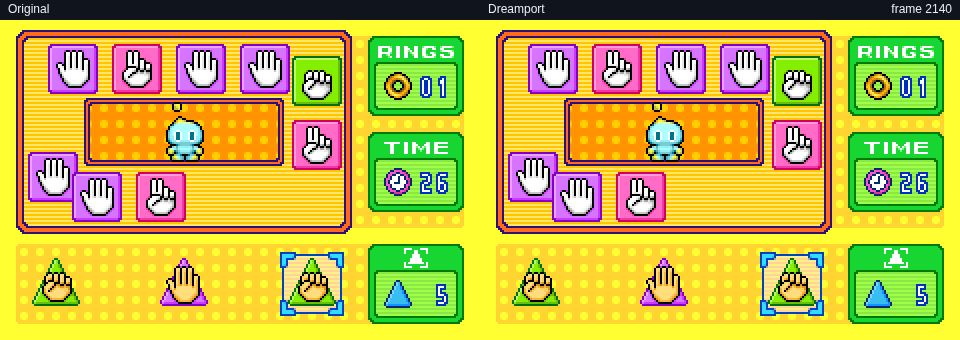 Original
Dreamport
frame 2140
RINGS
01
TIME
26
5
RINGS
01
TIME
26
5